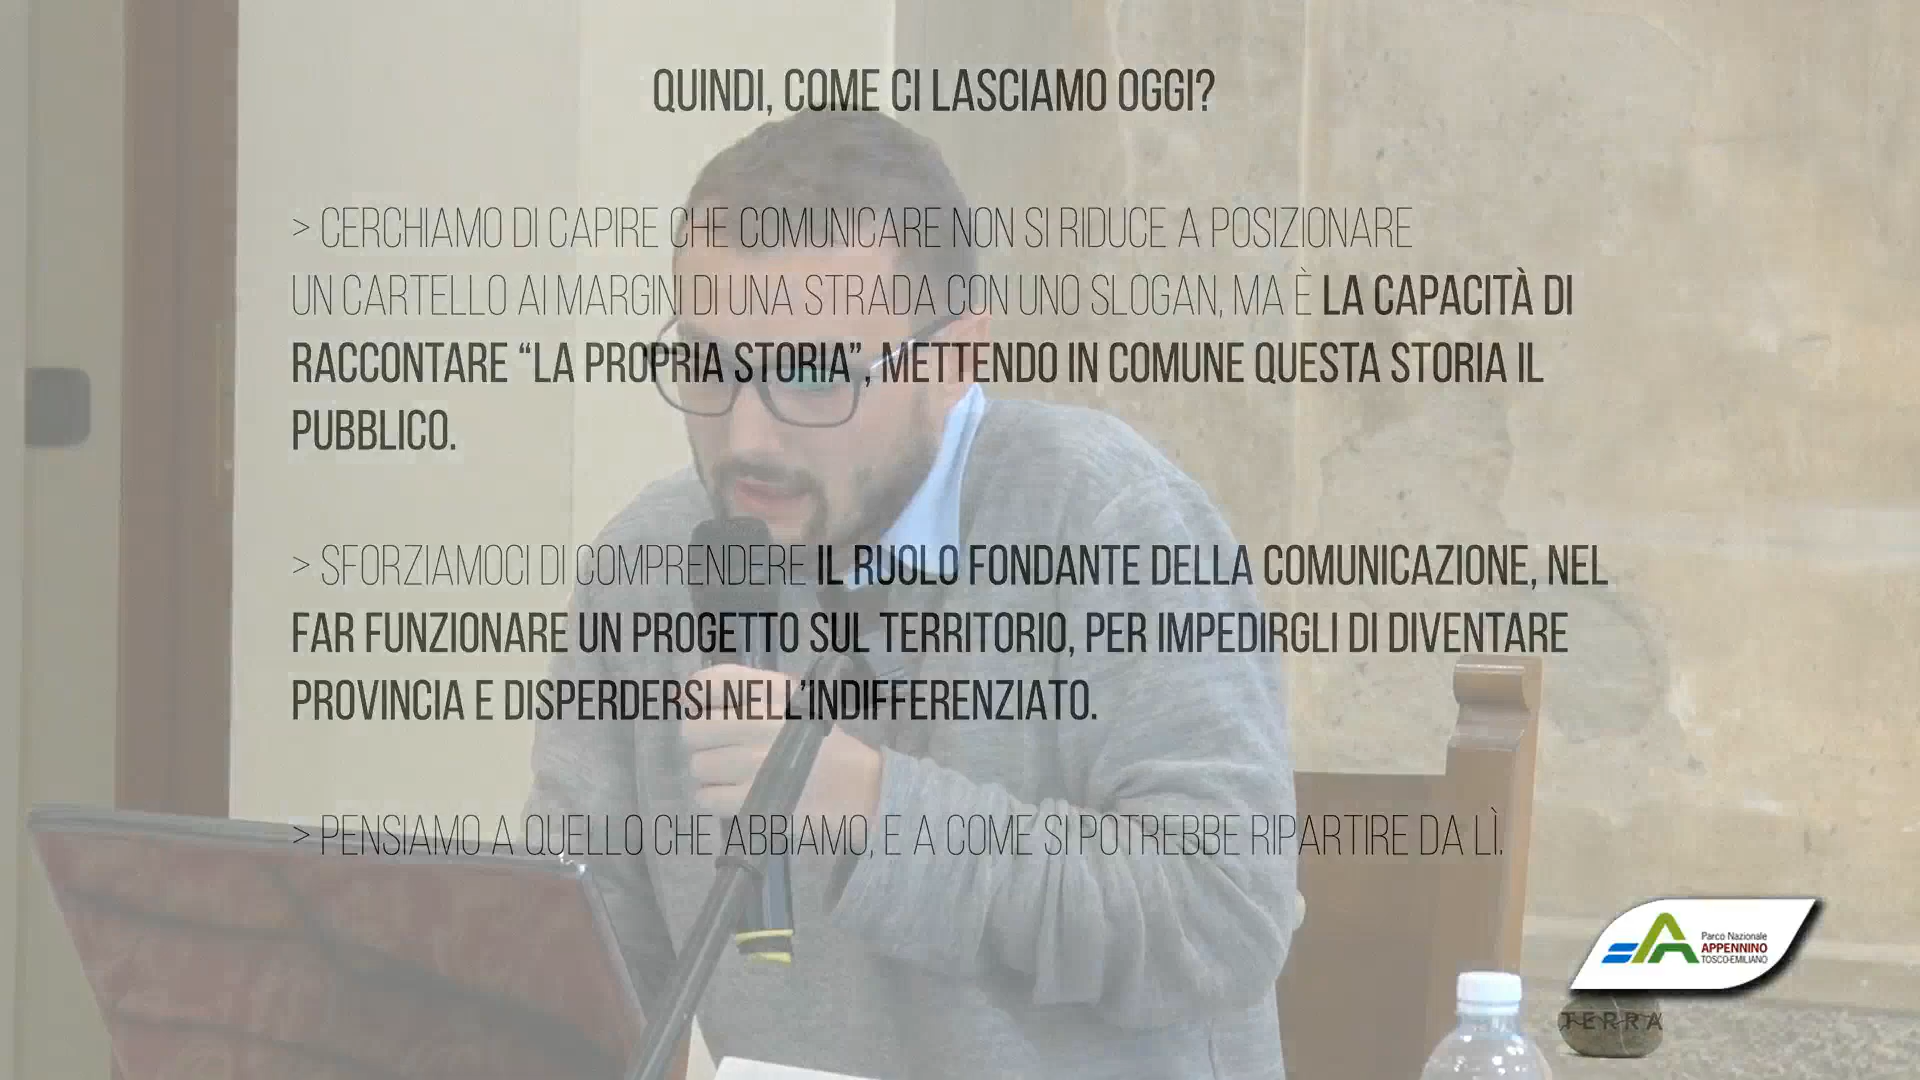 QUINDI, COME CI LASCIAMO OGGI?
> CERCHIAMO DI CAPIRE CHE COMUNICARE NON SI RIDUCE A POSIZIONARE
UN CARTELLO AI MARGINI DI UNA STRADA CON UNO SLOGAN, MA È LA CAPACITÀ DI
RACCONTARE “LA PROPRIA STORIA”, METTENDO IN COMUNE QUESTA STORIA IL
PUBBLICO.
> SFORZIAMOCI DI COMPRENDERE IL RUOLO FONDANTE DELLA COMUNICAZIONE, NEL
FAR FUNZIONARE UN PROGETTO SUL TERRITORIO, PER IMPEDIRGLI DI DIVENTARE
PROVINCIA E DISPERDERSI NELL’INDIFFERENZIATO.
> PENSIAMO A QUELLO CHE ABBIAMO, E A COME SI POTREBBE RIPARTIRE DA LÌ.
Parco Nazionale
APPENNINO
TOSCO-EMILIANO
TERRA